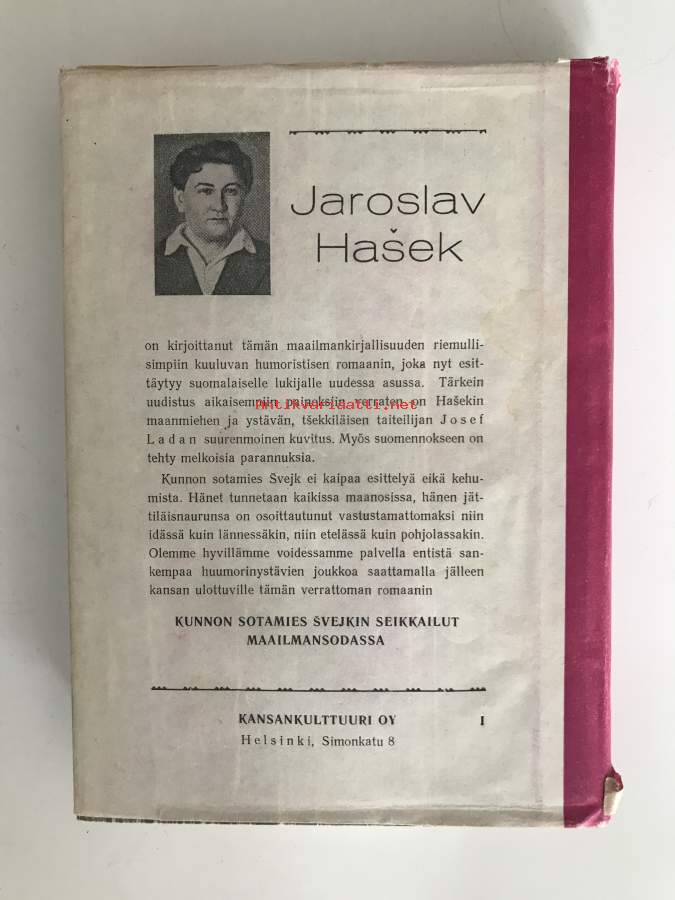 Jaroslav
Hašek
on kirjoittanut tämän maailmankirjallisuuden riemulli-
simpiin kuuluvan humoristisen romaanin, joka nyt esit-
täytyy suomalaiselle lukijalle uudessa asussa. Tärkein
uudistus aikaisempiin painoksiin verraten on Hašekin
antikvariaatti.net
maanmiehen ja ystävän, tšekkiläisen taiteilijan Josef
Ladan suurenmoinen kuvitus. Myös suomennokseen on
tehty melkoisia parannuksia.
Kunnon sotamies Švejk ei kaipaa esittelyä eikä kehu-
mista. Hänet tunnetaan kaikissa maanosissa, hänen jät-
tiläisnaurunsa on osoittautunut vastustamattomaksi niin
idässä kuin lännessäkin, niin etelässä kuin pohjolassakin.
Olemme hyvillämme voidessamme palvella entistä san-
kempaa huumorinystävien joukkoa saattamalla jälleen
kansan ulottuville tämän verrattoman romaanin
KUNNON SOTAMIES ŠVEJKIN SEIKKAILUT
MAAILMANSODASSA
KANSANKULTTUURI OY I
Helsinki, Simonkatu 8